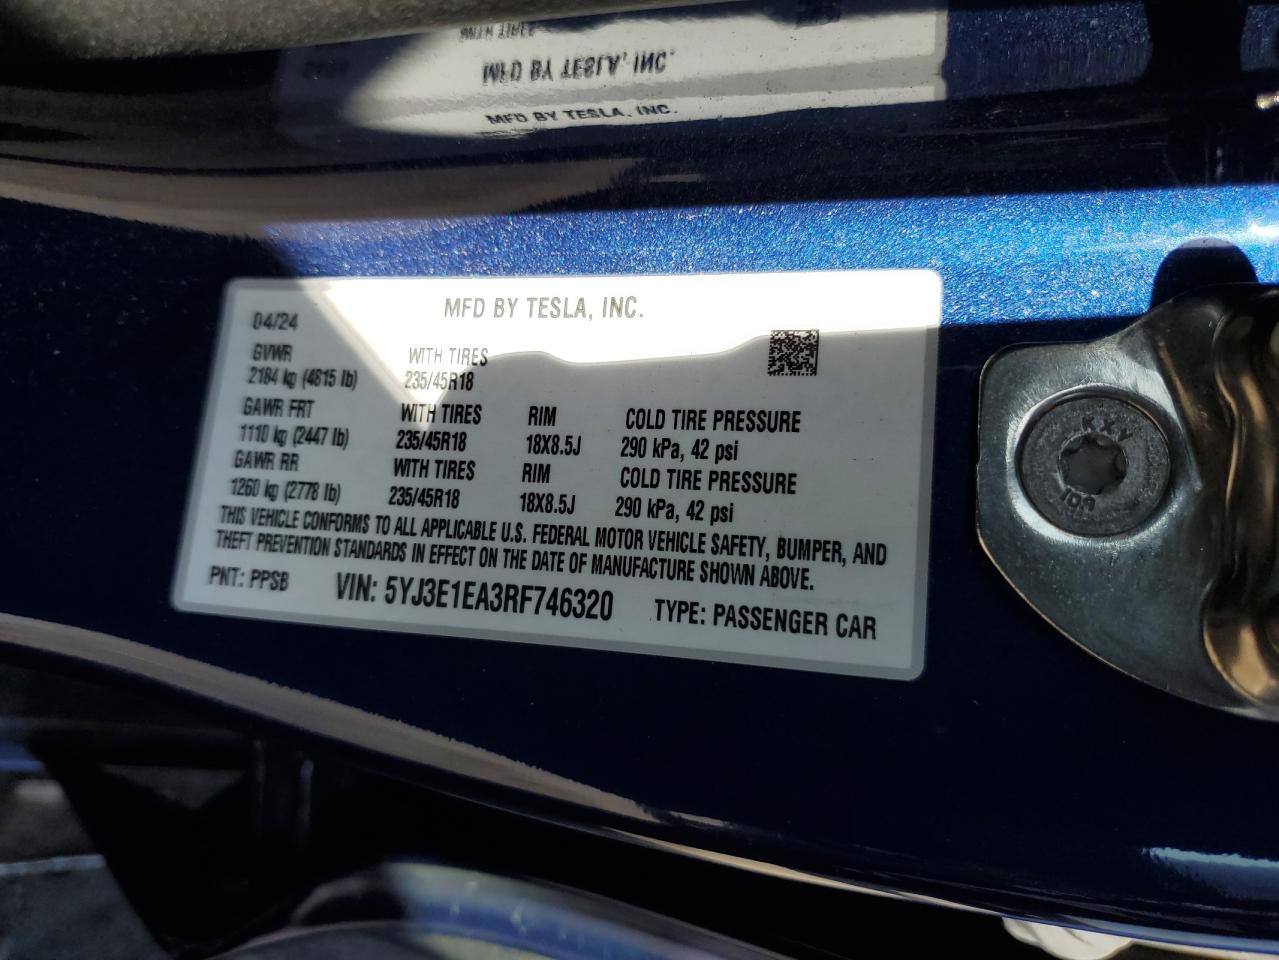 MFD BY TESLA, INC.
MFD BY TESLA, INC.
MFD BY TESLA, INC.
04/24
GVWR WITH TIRES
2184 kg (4815 lb) 235/45R18
GAWR FRT WITH TIRES RIM COLD TIRE PRESSURE
1110 kg (2447 lb) 235/45R18 18X8.5J 290 kPa, 42 psi
GAWR RR WITH TIRES RIM COLD TIRE PRESSURE
1260 kg (2778 lb) 235/45R18 18X8.5J 290 kPa, 42 psi
THIS VEHICLE CONFORMS TO ALL APPLICABLE U.S. FEDERAL MOTOR VEHICLE SAFETY, BUMPER, AND
THEFT PREVENTION STANDARDS IN EFFECT ON THE DATE OF MANUFACTURE SHOWN ABOVE.
PNT: PPSB VIN: 5YJ3E1EA3RF746320 TYPE: PASSENGER CAR
KXV